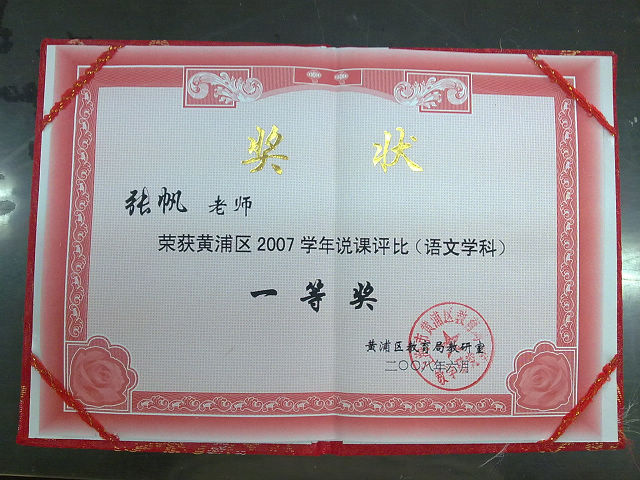 奖 状
张帆 老师
荣获黄浦区2007学年说课评比（语文学科）
一等奖
黄浦区教育局教研室
二〇〇八年六月